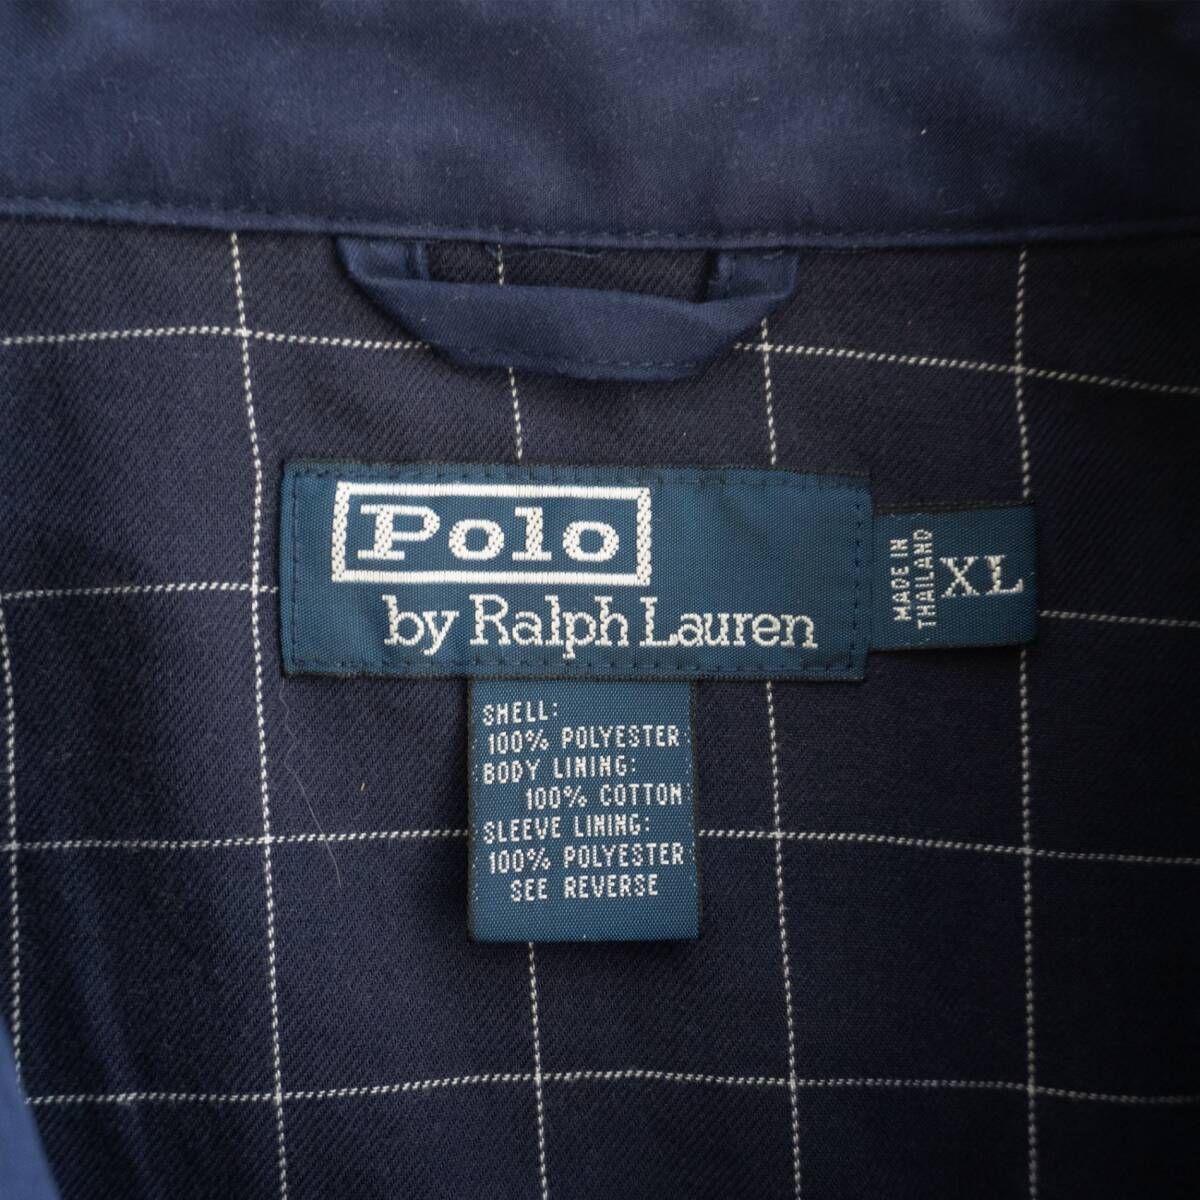 Polo
by Ralph Lauren
MADE IN
THAILAND
XL
SHELL:
100% POLYESTER
BODY LINING:
100% COTTON
SLEEVE LINING:
100% POLYESTER
SEE REVERSE